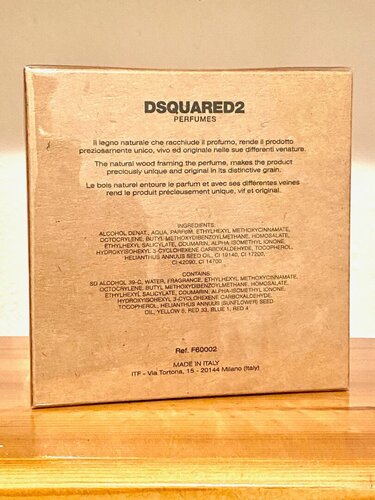 DSQUARED2
PERFUMES
Il legno naturale che racchiude il profumo, rende il prodotto
preziosamente unico, vivo ed originale nelle sue differenti venature.
The natural wood framing the perfume, makes the product
preciously unique and original in its distinctive grain.
Le bois naturel entoure le parfum et avec ses différentes veines
rend le produit précieusement unique, vif et original.
INGREDIENTS:
ALCOHOL DENAT., AQUA, PARFUM, ETHYLHEXYL METHOXYCINNAMATE,
OCTOCRYLENE, BUTYL METHOXYDIBENZOYLMETHANE, HOMOSALATE,
ETHYLHEXYL SALICYLATE, COUMARIN, ALPHA-ISOMETHYL IONONE,
HYDROXYISOHEXYL 3-CYCLOHEXENE CARBOXALDEHYDE, TOCOPHEROL,
HELIANTHUS ANNUUS SEED OIL, CI 19140, CI 17200,
CI 42090, CI 14700
CONTAINS:
SD ALCOHOL 39-C, WATER, FRAGRANCE, ETHYLHEXYL METHOXYCINNAMATE,
OCTOCRYLENE, BUTYL METHOXYDIBENZOYLMETHANE, HOMOSALATE,
ETHYLHEXYL SALICYLATE, COUMARIN, ALPHA-ISOMETHYL IONONE,
HYDROXYISOHEXYL 3-CYCLOHEXENE CARBOXALDEHYDE,
TOCOPHEROL, HELIANTHUS ANNUUS (SUNFLOWER) SEED
OIL, YELLOW 5, RED 33, BLUE 1, RED 4
Ref. F60002
MADE IN ITALY
ITF - Via Tortona, 15 - 20144 Milano (Italy)